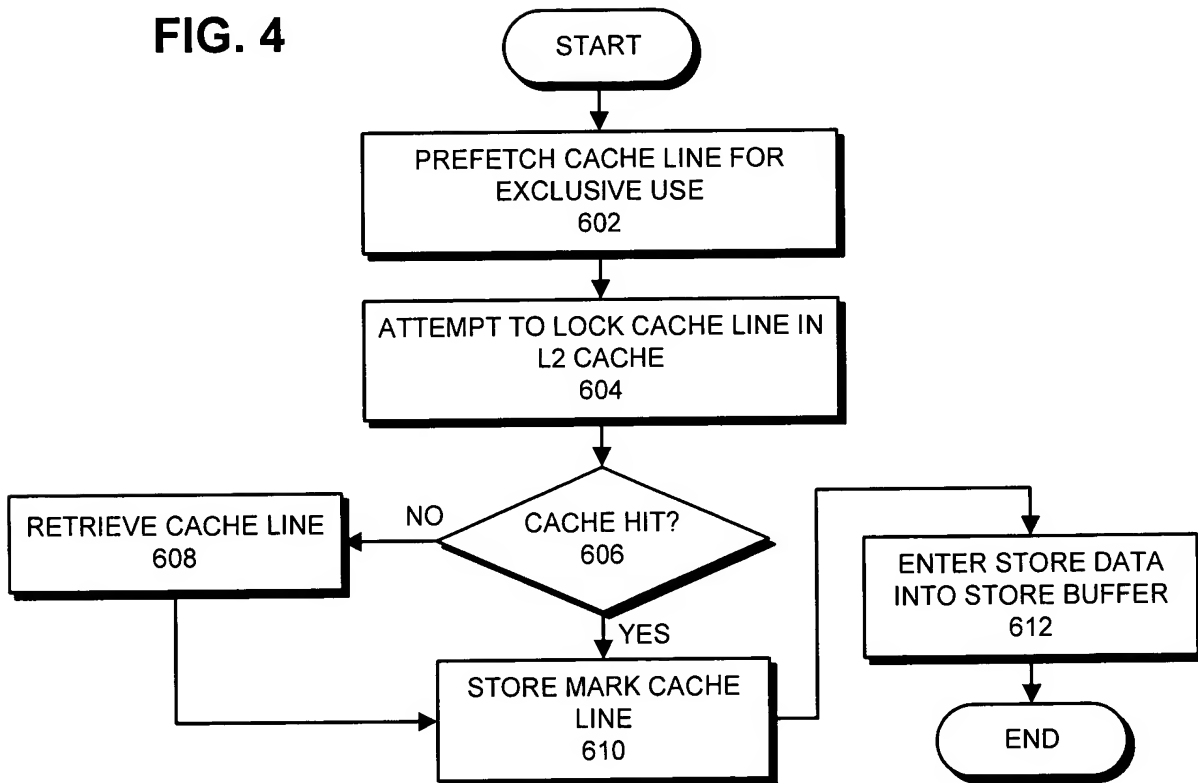 FIG. 4
START
PREFETCH CACHE LINE FOR
EXCLUSIVE USE
602
ATTEMPT TO LOCK CACHE LINE IN
L2 CACHE
604
CACHE HIT?
606
NO
RETRIEVE CACHE LINE
608
YES
STORE MARK CACHE
LINE
610
ENTER STORE DATA
INTO STORE BUFFER
612
END